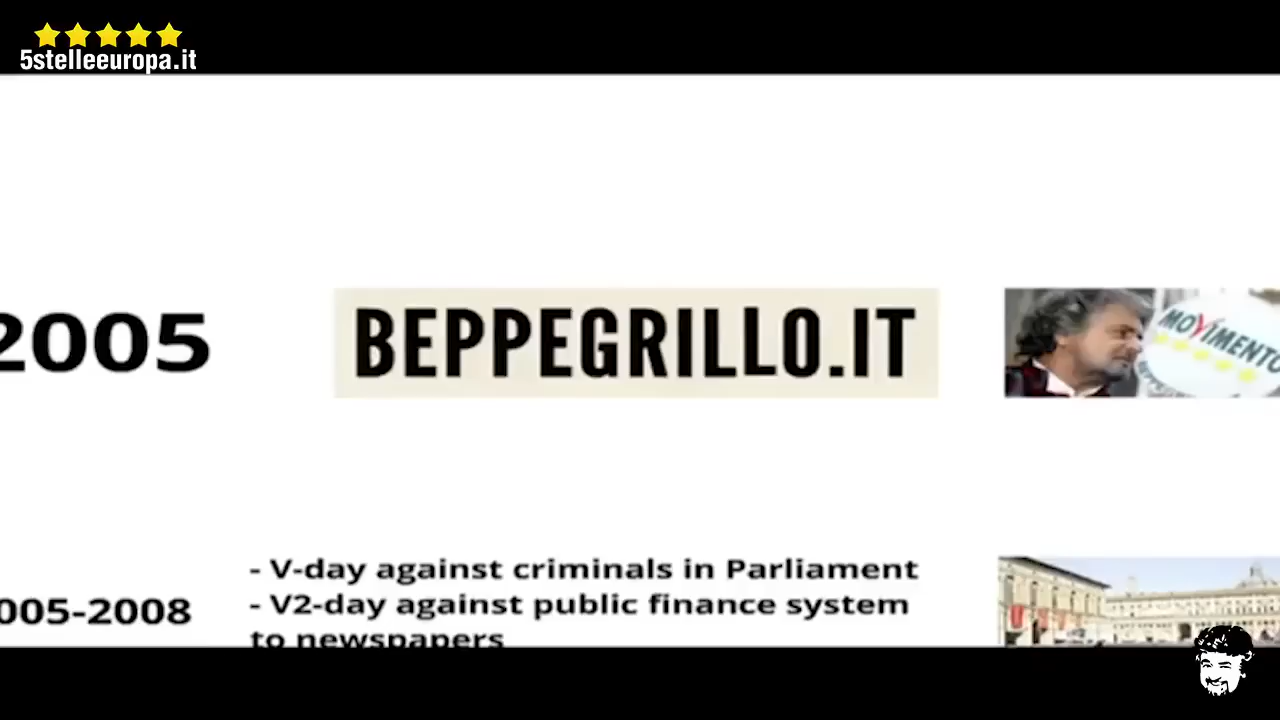 5stelleeuropa.it
2005
BEPPEGRILLO.IT
MOVIMENTO
005-2008
- V-day against criminals in Parliament
- V2-day against public finance system
to newspapers